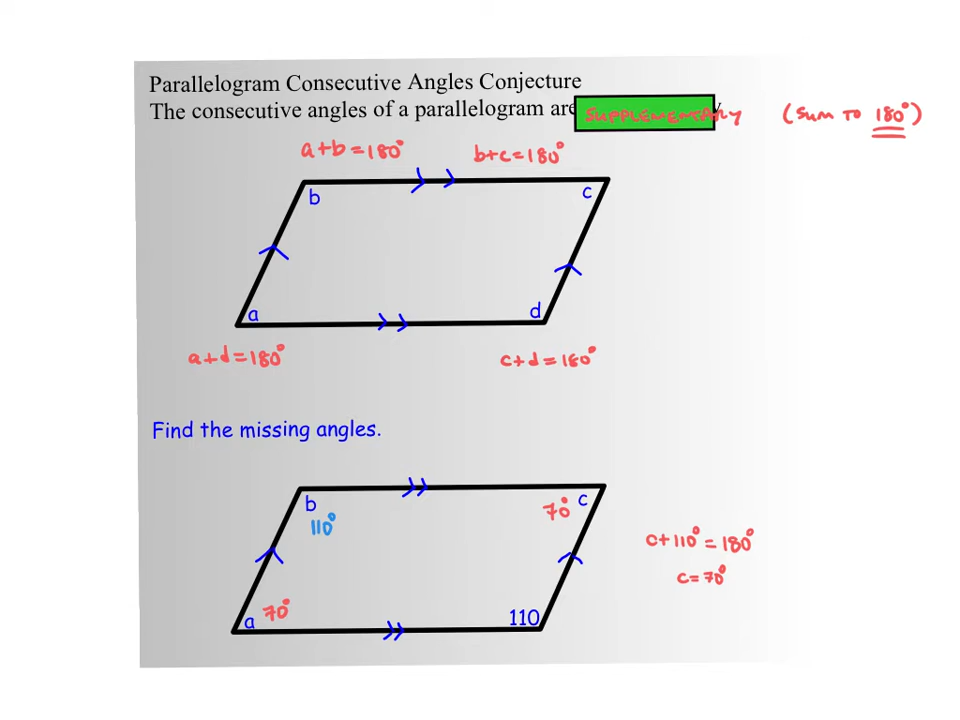 Parallelogram Consecutive Angles Conjecture
The consecutive angles of a parallelogram are SUPPLEMENTARY (SUM TO 180°)
a+b=180° b+c=180°
b c
a d
a+d=180° c+d=180°
Find the missing angles.
b 70° c
110°
c+110°=180°
c=70°
a 70° 110